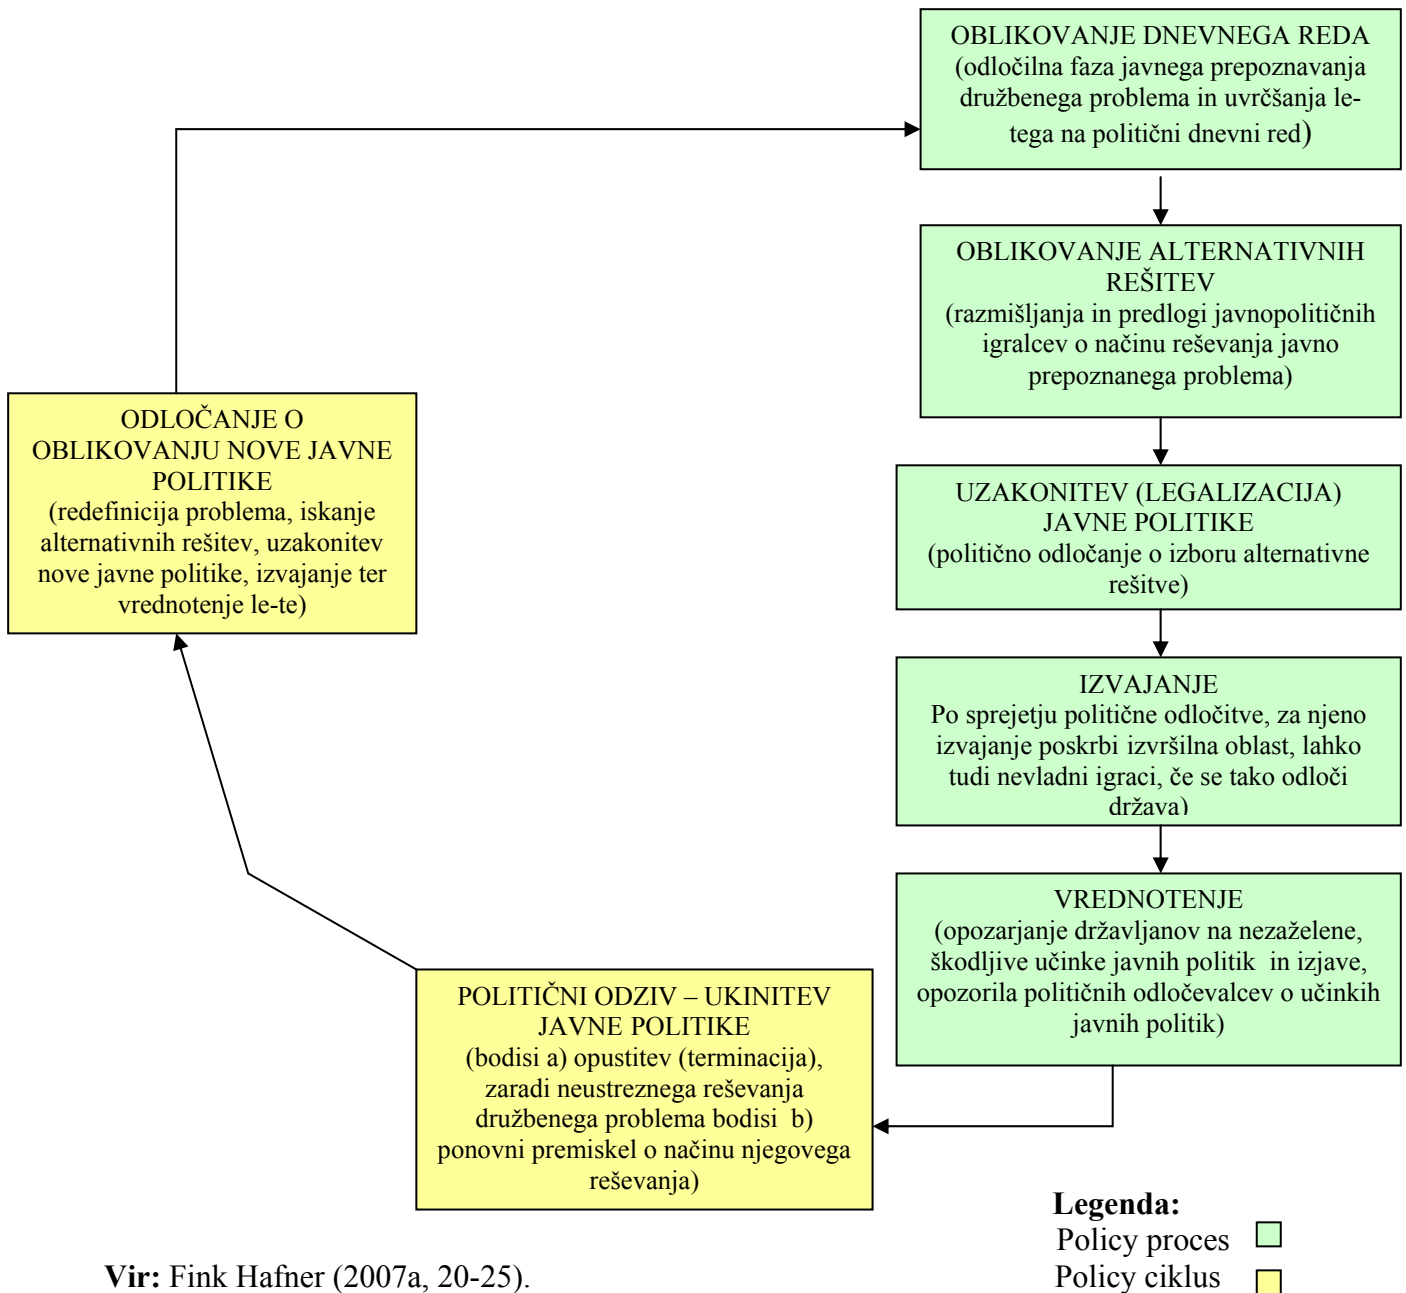 OBLIKOVANJE DNEVNEGA REDA
(odločilna faza javnega prepoznavanja
družbenega problema in uvrčšanja le-
tega na politični dnevni red)
OBLIKOVANJE ALTERNATIVNIH
REŠITEV
(razmišljanja in predlogi javnopolitičnih
igralcev o načinu reševanja javno
prepoznanega problema)
UZAKONITEV (LEGALIZACIJA)
JAVNE POLITIKE
(politično odločanje o izboru alternativne
rešitve)
IZVAJANJE
Po sprejetju politične odločitve, za njeno
izvajanje poskrbi izvršilna oblast, lahko
tudi nevladni igraci, če se tako odloči
država)
VREDNOTENJE
(opozarjanje državljanov na nezaželene,
škodljive učinke javnih politik  in izjave,
opozorila političnih odločevalcev o učinkih
javnih politik)
POLITIČNI ODZIV – UKINITEV
JAVNE POLITIKE
(bodisi a) opustitev (terminacija),
zaradi neustreznega reševanja
družbenega problema bodisi  b)
ponovni premiskel o načinu njegovega
reševanja)
ODLOČANJE O
OBLIKOVANJU NOVE JAVNE
POLITIKE
(redefinicija problema, iskanje
alternativnih rešitev, uzakonitev
nove javne politike, izvajanje ter
vrednotenje le-te)
Legenda:
Policy proces
Policy ciklus
Vir: Fink Hafner (2007a, 20-25).